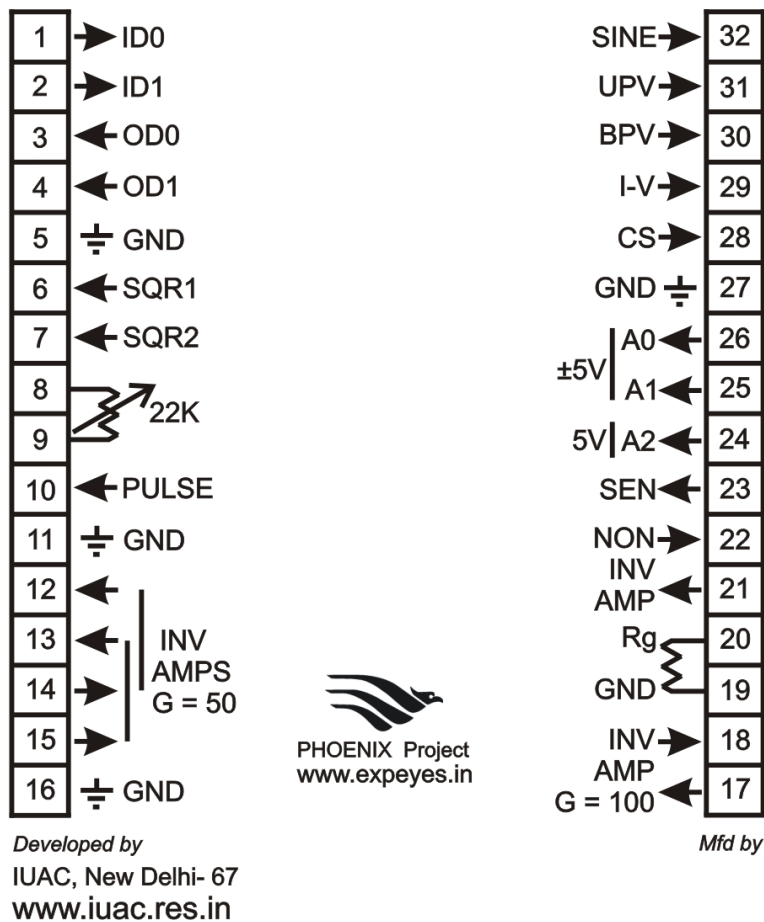 1 ID0
2 ID1
3 OD0
4 OD1
5 GND
6 SQR1
7 SQR2
8
22K
9
10 PULSE
11 GND
12
13 INV
AMPS
14
G = 50
15
16 GND
SINE 32
UPV 31
BPV 30
I-V 29
CS 28
GND 27
A0 26
±5V
A1 25
5V A2 24
SEN 23
NON 22
INV
AMP 21
Rg 20
GND 19
INV 18
AMP
G = 100 17
PHOENIX Project
www.expeyes.in
Developed by
IUAC, New Delhi- 67
www.iuac.res.in
Mfd by